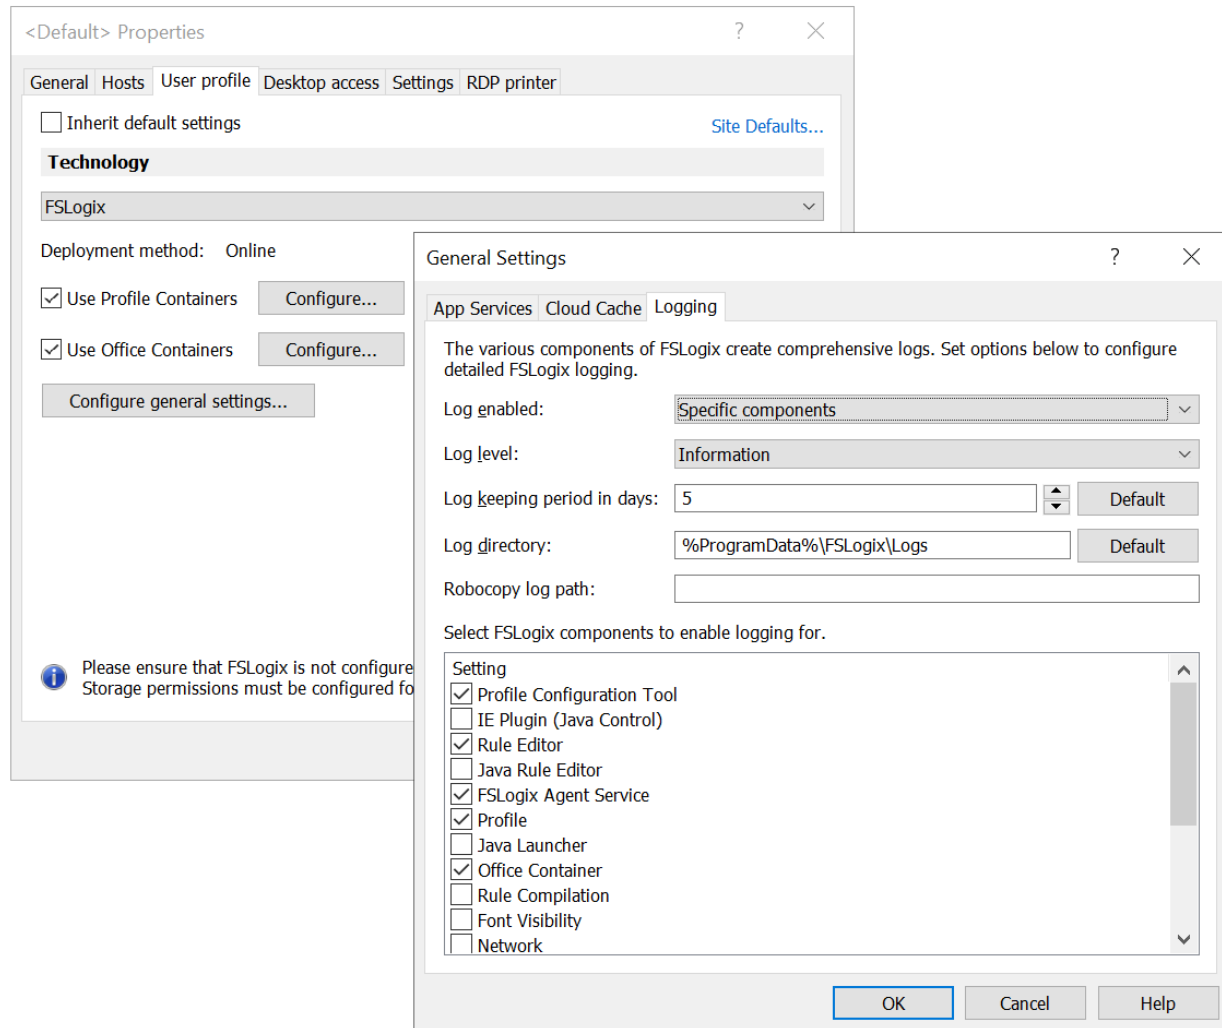 <Default> Properties
General Hosts User profile Desktop access Settings RDP printer
Inherit default settings
Site Defaults...
Technology
FSLogix
Deployment method: Online
Use Profile Containers Configure...
Use Office Containers Configure...
Configure general settings...
Please ensure that FSLogix is not configure
Storage permissions must be configured fo
General Settings
App Services Cloud Cache Logging
The various components of FSLogix create comprehensive logs. Set options below to configure
detailed FSLogix logging.
Log enabled: Specific components
Log level: Information
Log keeping period in days: 5 Default
Log directory: %ProgramData%\FSLogix\Logs Default
Robocopy log path:
Select FSLogix components to enable logging for.
Setting
Profile Configuration Tool
IE Plugin (Java Control)
Rule Editor
Java Rule Editor
FSLogix Agent Service
Profile
Java Launcher
Office Container
Rule Compilation
Font Visibility
Network
OK Cancel Help